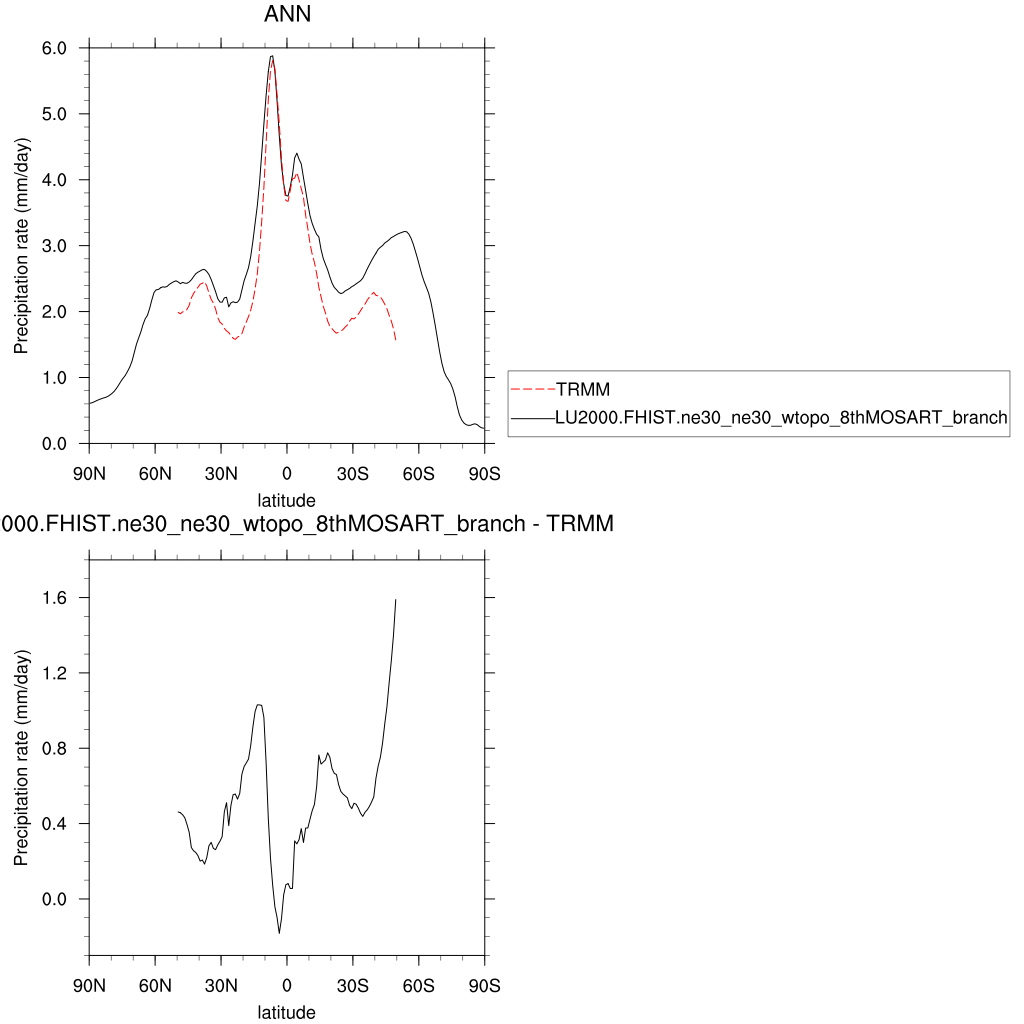 ANN
Precipitation rate (mm/day)
6.0
5.0
4.0
3.0
2.0
1.0
0.0
90N 60N 30N 0 30S 60S 90S
latitude
TRMM
LU2000.FHIST.ne30_ne30_wtopo_8thMOSART_branch
000.FHIST.ne30_ne30_wtopo_8thMOSART_branch - TRMM
Precipitation rate (mm/day)
1.6
1.2
0.8
0.4
0.0
90N 60N 30N 0 30S 60S 90S
latitude